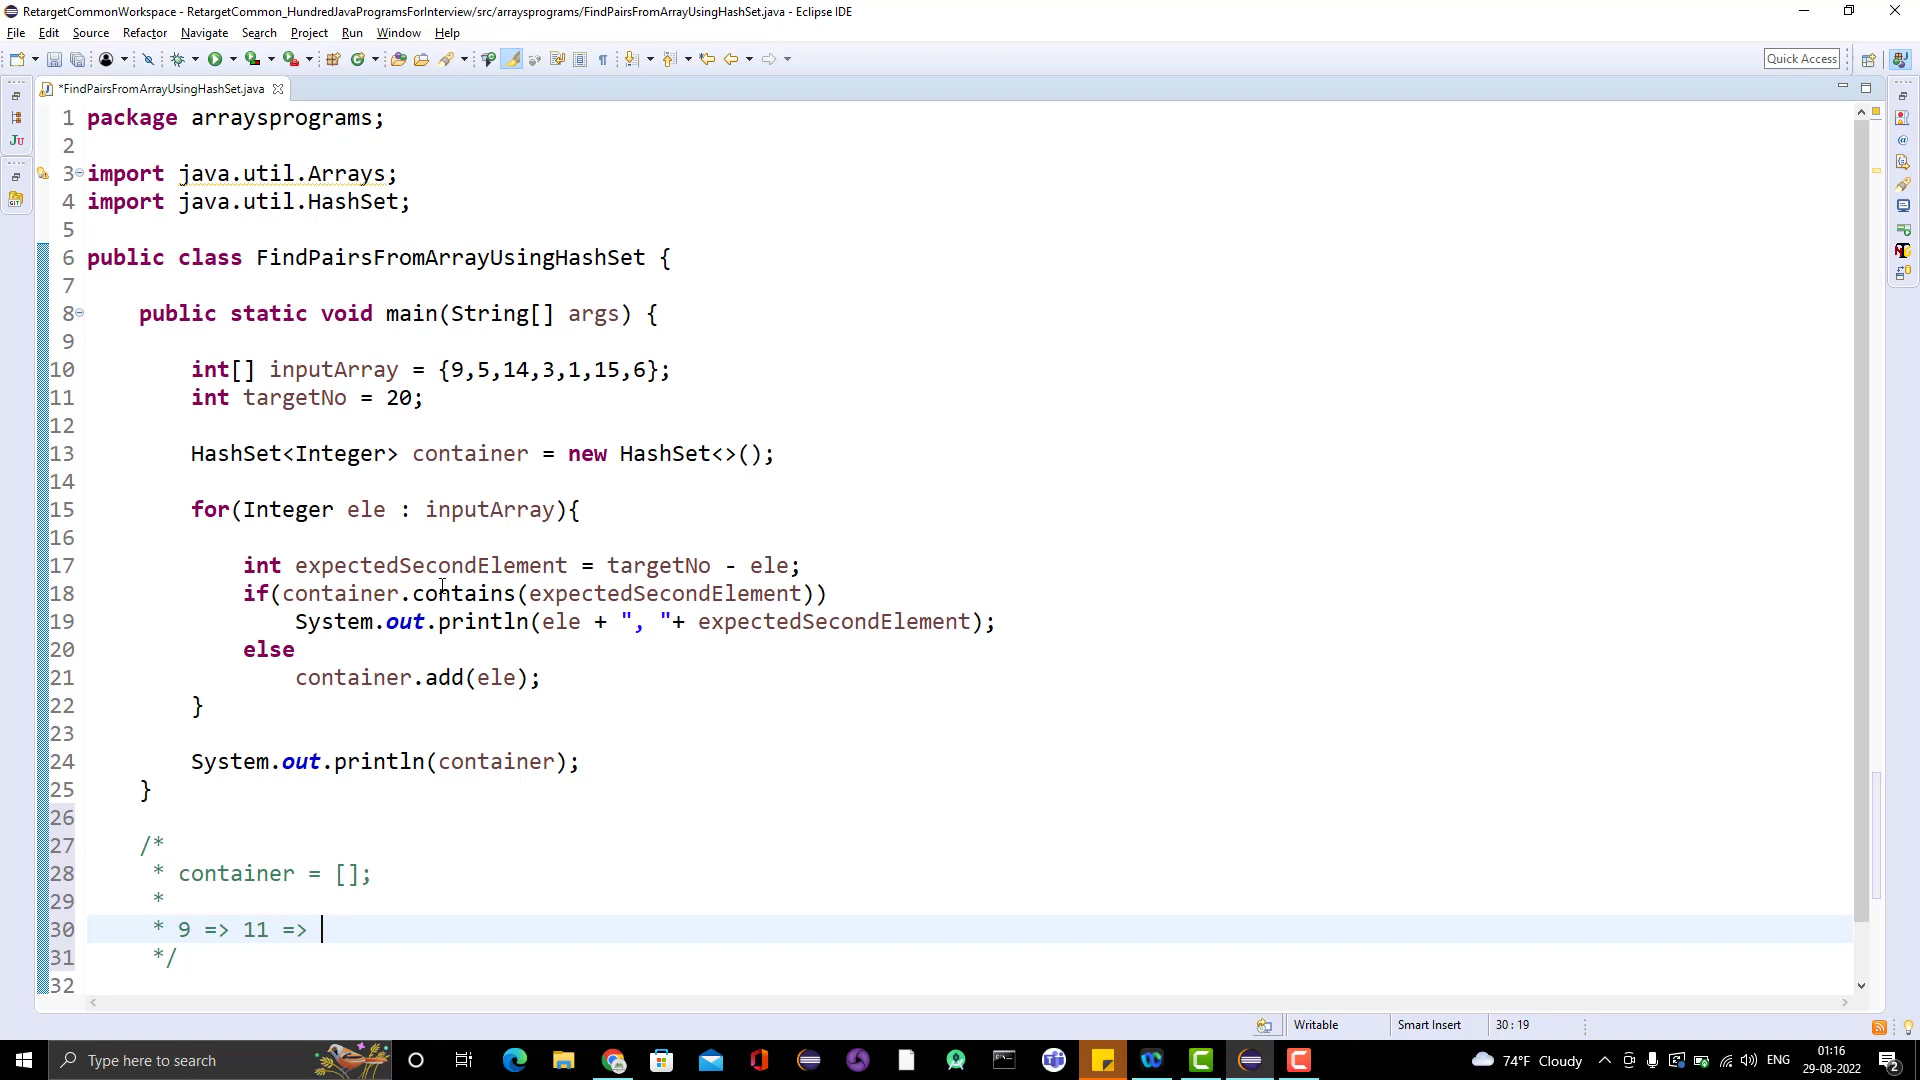 RetargetCommonWorkspace - RetargetCommon_HundredJavaProgramsForInterview/src/arraysprograms/FindPairsFromArrayUsingHashSet.java - Eclipse IDE
File Edit Source Refactor Navigate Search Project Run Window Help
Quick Access
*FindPairsFromArrayUsingHashSet.java
1 package arraysprograms;
2
3 import java.util.Arrays;
4 import java.util.HashSet;
5
6 public class FindPairsFromArrayUsingHashSet {
7
8 public static void main(String[] args) {
9
10 int[] inputArray = {9,5,14,3,1,15,6};
11 int targetNo = 20;
12
13 HashSet<Integer> container = new HashSet<>();
14
15 for(Integer ele : inputArray){
16
17 int expectedSecondElement = targetNo - ele;
18 if(container.contains(expectedSecondElement))
19 System.out.println(ele + ", "+ expectedSecondElement);
20 else
21 container.add(ele);
22 }
23
24 System.out.println(container);
25 }
26
27 /*
28 * container = [];
29 *
30 * 9 => 11 =>
31 */
32
Writable Smart Insert 30 : 19
Type here to search
74°F Cloudy
ENG
01:16
29-08-2022
2